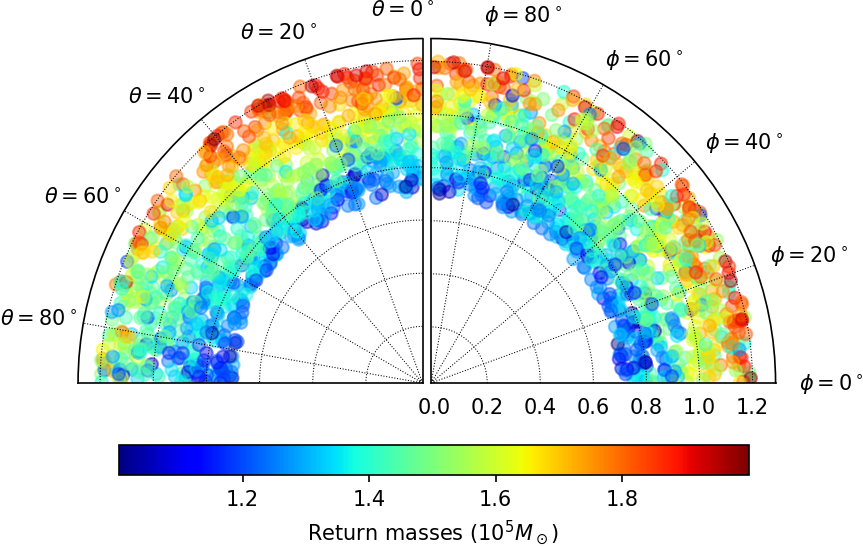 θ = 0° ϕ = 80°
θ = 20° ϕ = 60°
θ = 40° ϕ = 40°
θ = 60° ϕ = 20°
θ = 80° ϕ = 0°
0.0 0.2 0.4 0.6 0.8 1.0 1.2
1.2 1.4 1.6 1.8
Return masses (10⁵M☉)